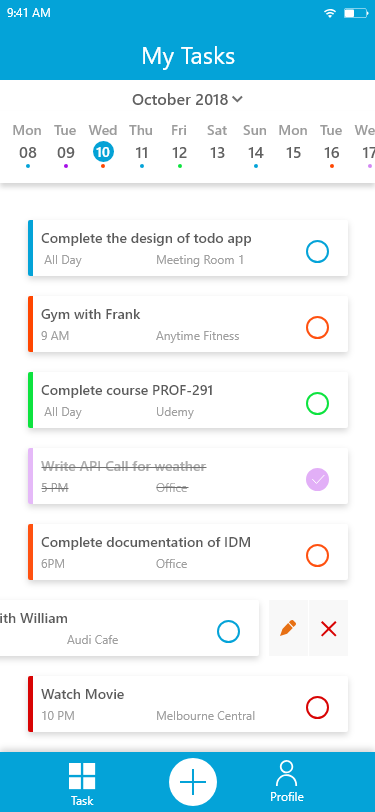 9:41 AM
My Tasks
October 2018
Mon Tue Wed Thu Fri Sat Sun Mon Tue We
08 09 10 11 12 13 14 15 16 17
Complete the design of todo app
All Day Meeting Room 1
Gym with Frank
9 AM Anytime Fitness
Complete course PROF-291
All Day Udemy
Write API Call for weather
5 PM Office
Complete documentation of IDM
6PM Office
ith William
Audi Cafe
Watch Movie
10 PM Melbourne Central
Task
Profile